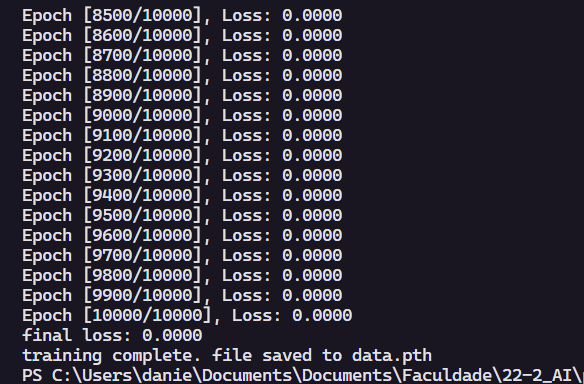 Epoch [8500/10000], Loss: 0.0000
Epoch [8600/10000], Loss: 0.0000
Epoch [8700/10000], Loss: 0.0000
Epoch [8800/10000], Loss: 0.0000
Epoch [8900/10000], Loss: 0.0000
Epoch [9000/10000], Loss: 0.0000
Epoch [9100/10000], Loss: 0.0000
Epoch [9200/10000], Loss: 0.0000
Epoch [9300/10000], Loss: 0.0000
Epoch [9400/10000], Loss: 0.0000
Epoch [9500/10000], Loss: 0.0000
Epoch [9600/10000], Loss: 0.0000
Epoch [9700/10000], Loss: 0.0000
Epoch [9800/10000], Loss: 0.0000
Epoch [9900/10000], Loss: 0.0000
Epoch [10000/10000], Loss: 0.0000
final loss: 0.0000
training complete. file saved to data.pth
PS C:\Users\danie\Documents\Documents\Faculdade\22-2_AI\